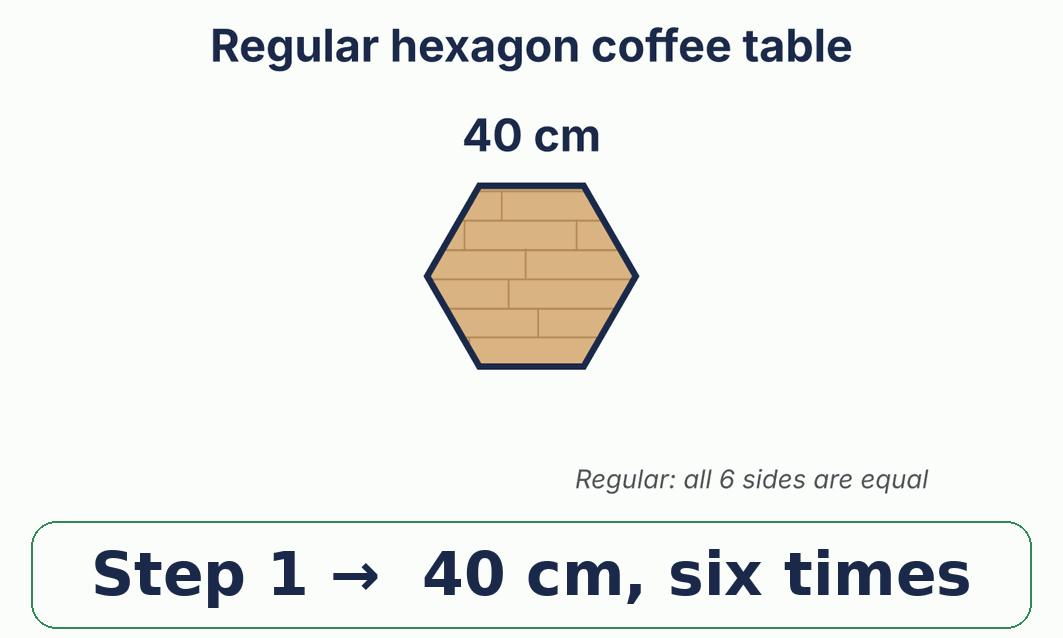 Regular hexagon coffee table
40 cm
Regular: all 6 sides are equal
Step 1 → 40 cm, six times